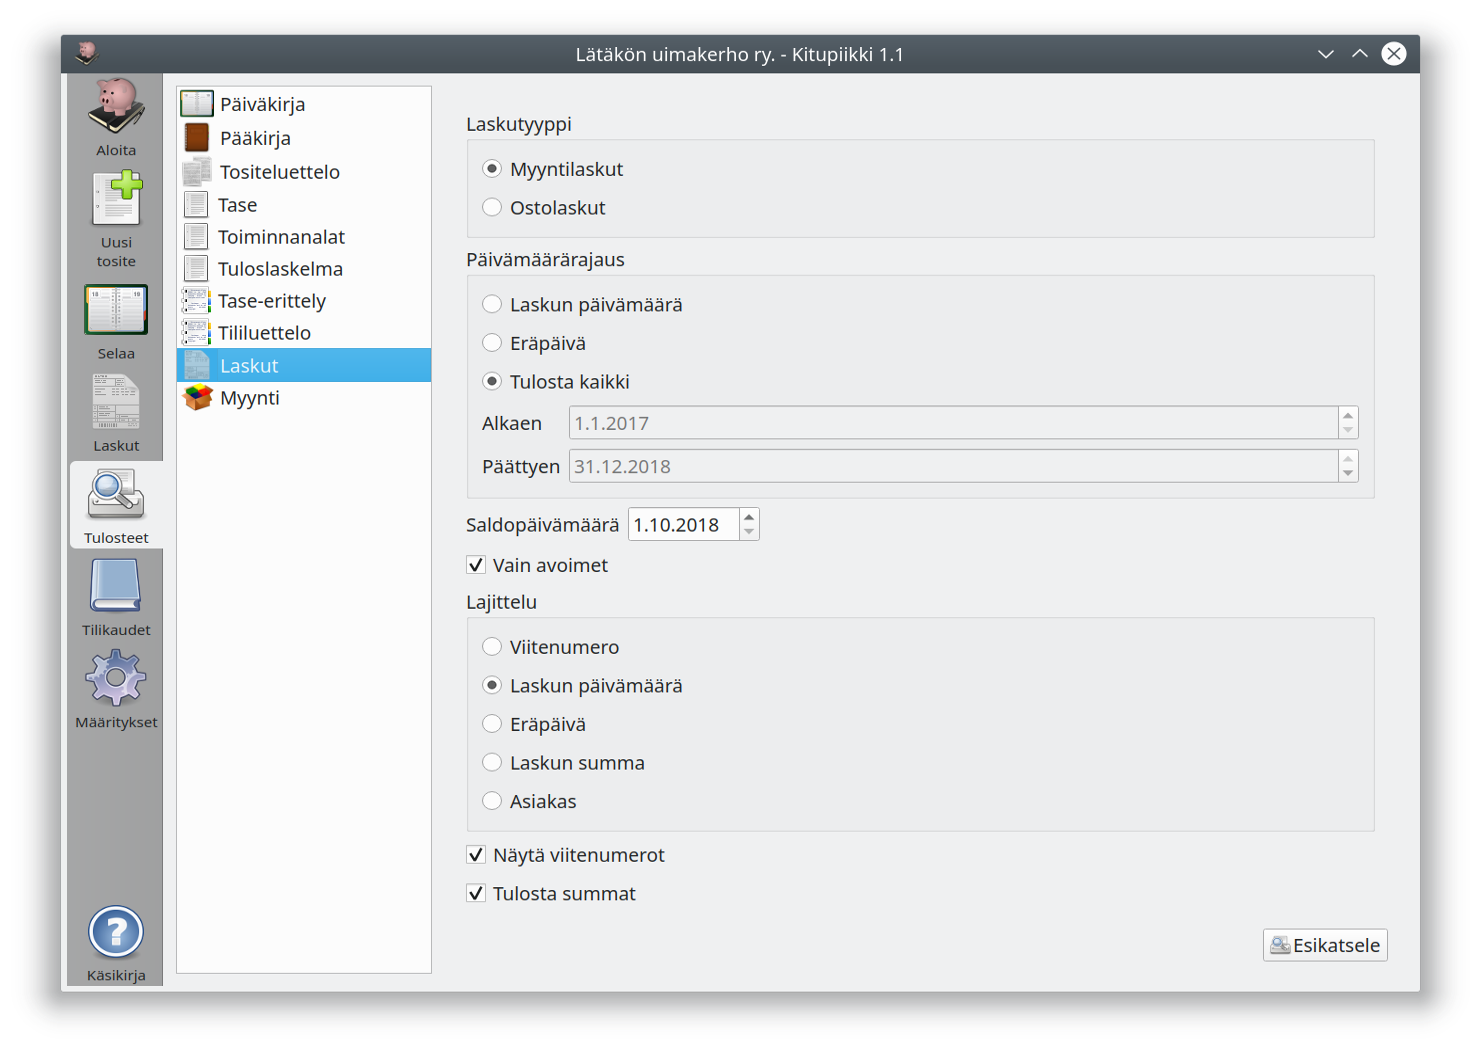 Lätäkön uimakerho ry. - Kitupiikki 1.1
Aloita
Uusi
tosite
Selaa
Laskut
Tulosteet
Tilikaudet
Määritykset
Käsikirja
Päiväkirja
Pääkirja
Tositeluettelo
Tase
Toiminnanalat
Tuloslaskelma
Tase-erittely
Tililuettelo
Laskut
Myynti
Laskutyyppi
Myyntilaskut
Ostolaskut
Päivämäärärajaus
Laskun päivämäärä
Eräpäivä
Tulosta kaikki
Alkaen 1.1.2017
Päättyen 31.12.2018
Saldopäivämäärä 1.10.2018
Vain avoimet
Lajittelu
Viitenumero
Laskun päivämäärä
Eräpäivä
Laskun summa
Asiakas
Näytä viitenumerot
Tulosta summat
Esikatsele